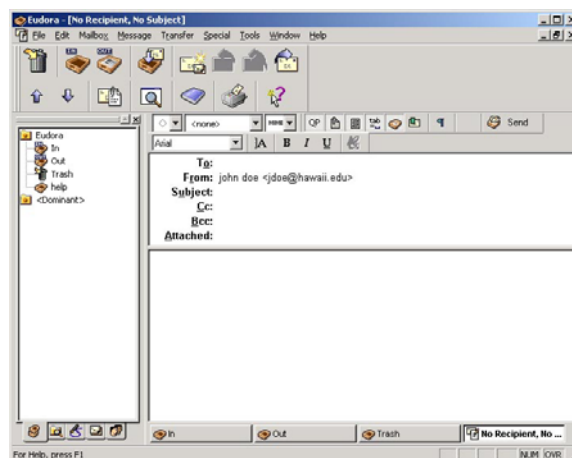 Eudora - [No Recipient, No Subject]
File Edit Mailbox Message Transfer Special Tools Window Help
<none> MIME QP tab Send
Arial A B I U
Eudora
In
Out
Trash
help
<Dominant>
To:
From: john doe <jdoe@hawaii.edu>
Subject:
Cc:
Bcc:
Attached:
In Out Trash No Recipient, No ...
For Help, press F1 NUM OVR